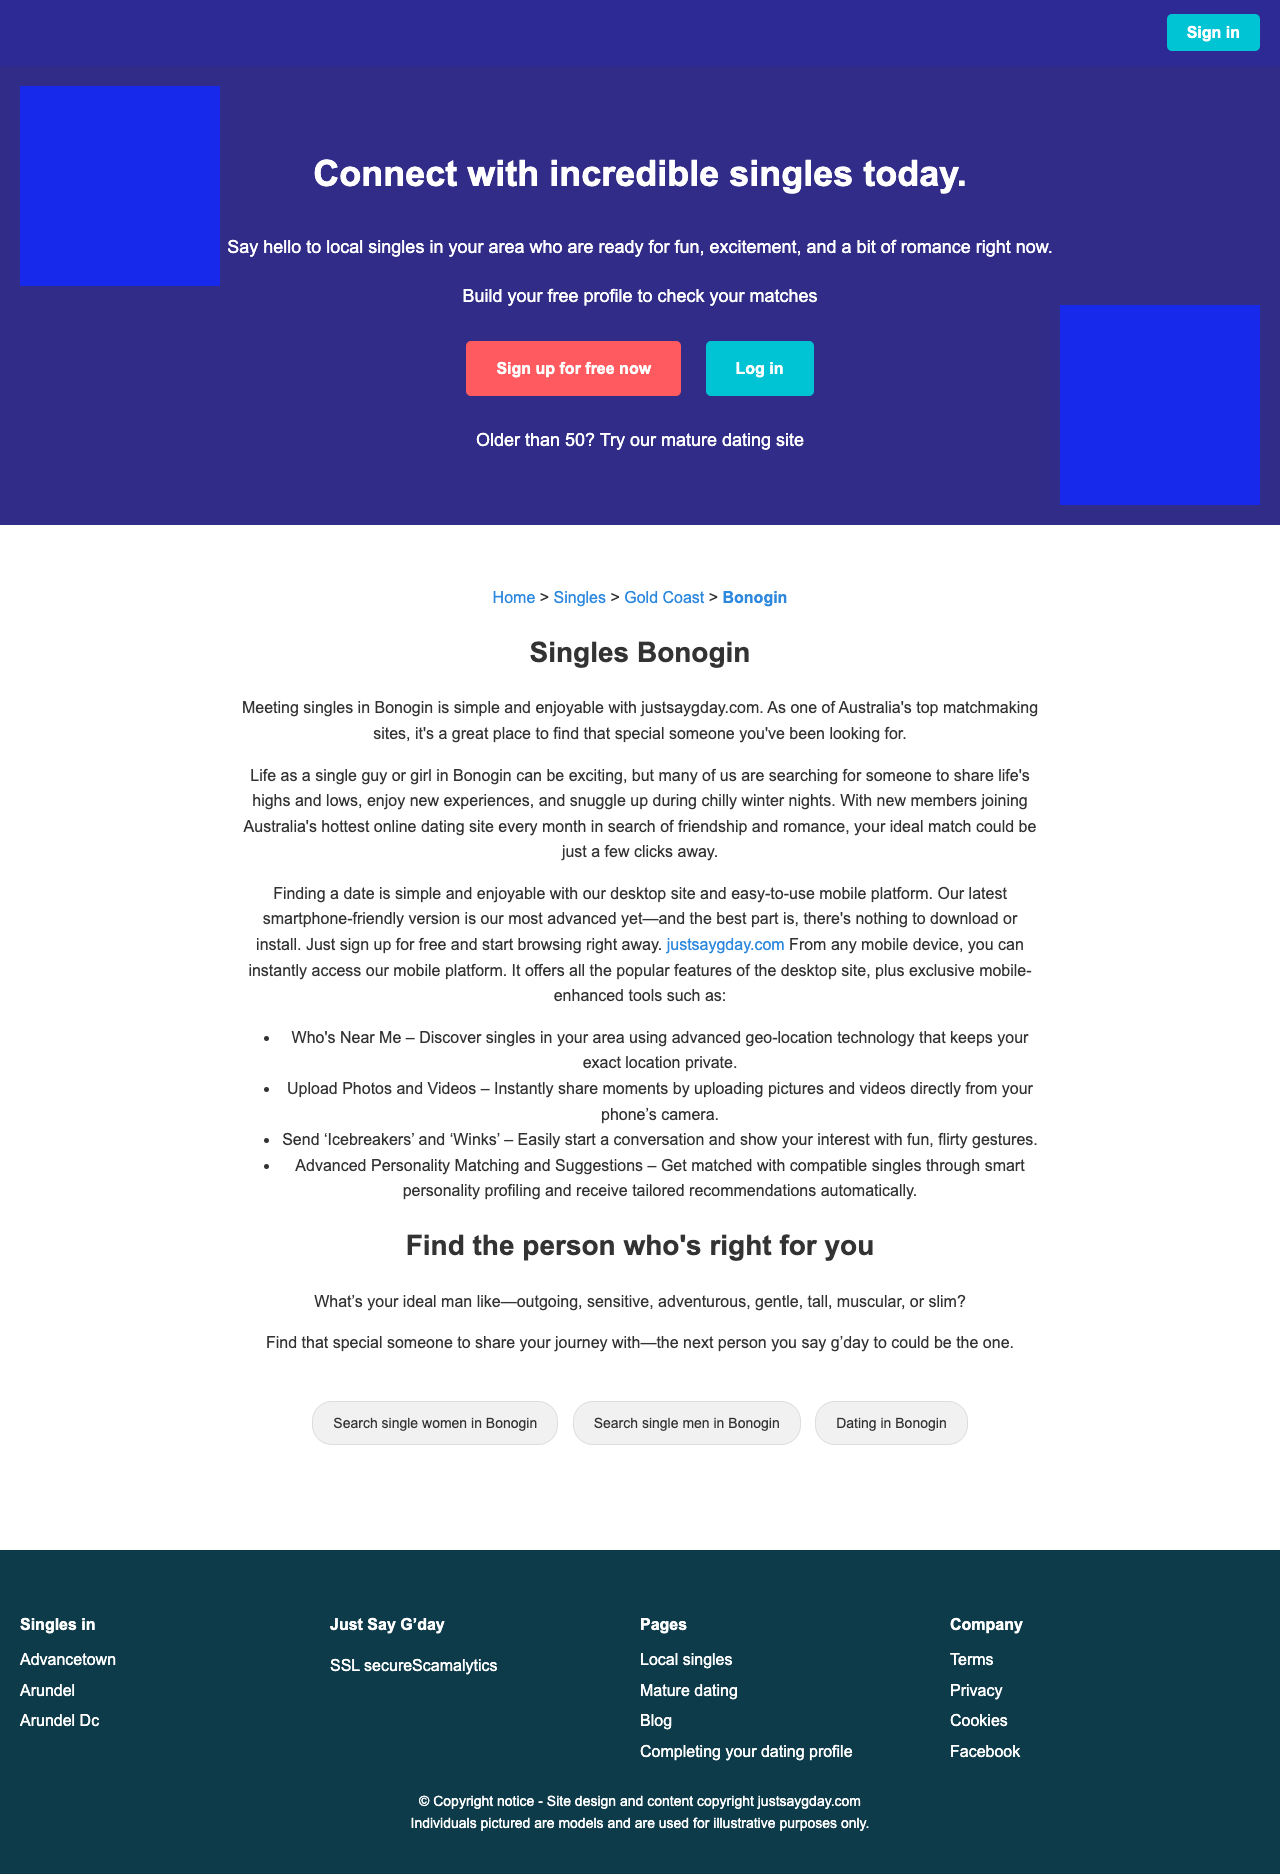 Sign in
Connect with incredible singles today.
Say hello to local singles in your area who are ready for fun, excitement, and a bit of romance right now.
Build your free profile to check your matches
Sign up for free now
Log in
Older than 50? Try our mature dating site
Home > Singles > Gold Coast > Bonogin
Singles Bonogin
Meeting singles in Bonogin is simple and enjoyable with justsaygday.com. As one of Australia's top matchmaking
sites, it's a great place to find that special someone you've been looking for.
Life as a single guy or girl in Bonogin can be exciting, but many of us are searching for someone to share life's
highs and lows, enjoy new experiences, and snuggle up during chilly winter nights. With new members joining
Australia's hottest online dating site every month in search of friendship and romance, your ideal match could be
just a few clicks away.
Finding a date is simple and enjoyable with our desktop site and easy-to-use mobile platform. Our latest
smartphone-friendly version is our most advanced yet—and the best part is, there's nothing to download or
install. Just sign up for free and start browsing right away. justsaygday.com From any mobile device, you can
instantly access our mobile platform. It offers all the popular features of the desktop site, plus exclusive mobile-
enhanced tools such as:
• Who's Near Me – Discover singles in your area using advanced geo-location technology that keeps your
exact location private.
• Upload Photos and Videos – Instantly share moments by uploading pictures and videos directly from your
phone’s camera.
• Send ‘Icebreakers’ and ‘Winks’ – Easily start a conversation and show your interest with fun, flirty gestures.
• Advanced Personality Matching and Suggestions – Get matched with compatible singles through smart
personality profiling and receive tailored recommendations automatically.
Find the person who's right for you
What’s your ideal man like—outgoing, sensitive, adventurous, gentle, tall, muscular, or slim?
Find that special someone to share your journey with—the next person you say g’day to could be the one.
Search single women in Bonogin
Search single men in Bonogin
Dating in Bonogin
Singles in
Advancetown
Arundel
Arundel Dc
Just Say G’day
SSL secureScamalytics
Pages
Local singles
Mature dating
Blog
Completing your dating profile
Company
Terms
Privacy
Cookies
Facebook
© Copyright notice - Site design and content copyright justsaygday.com
Individuals pictured are models and are used for illustrative purposes only.